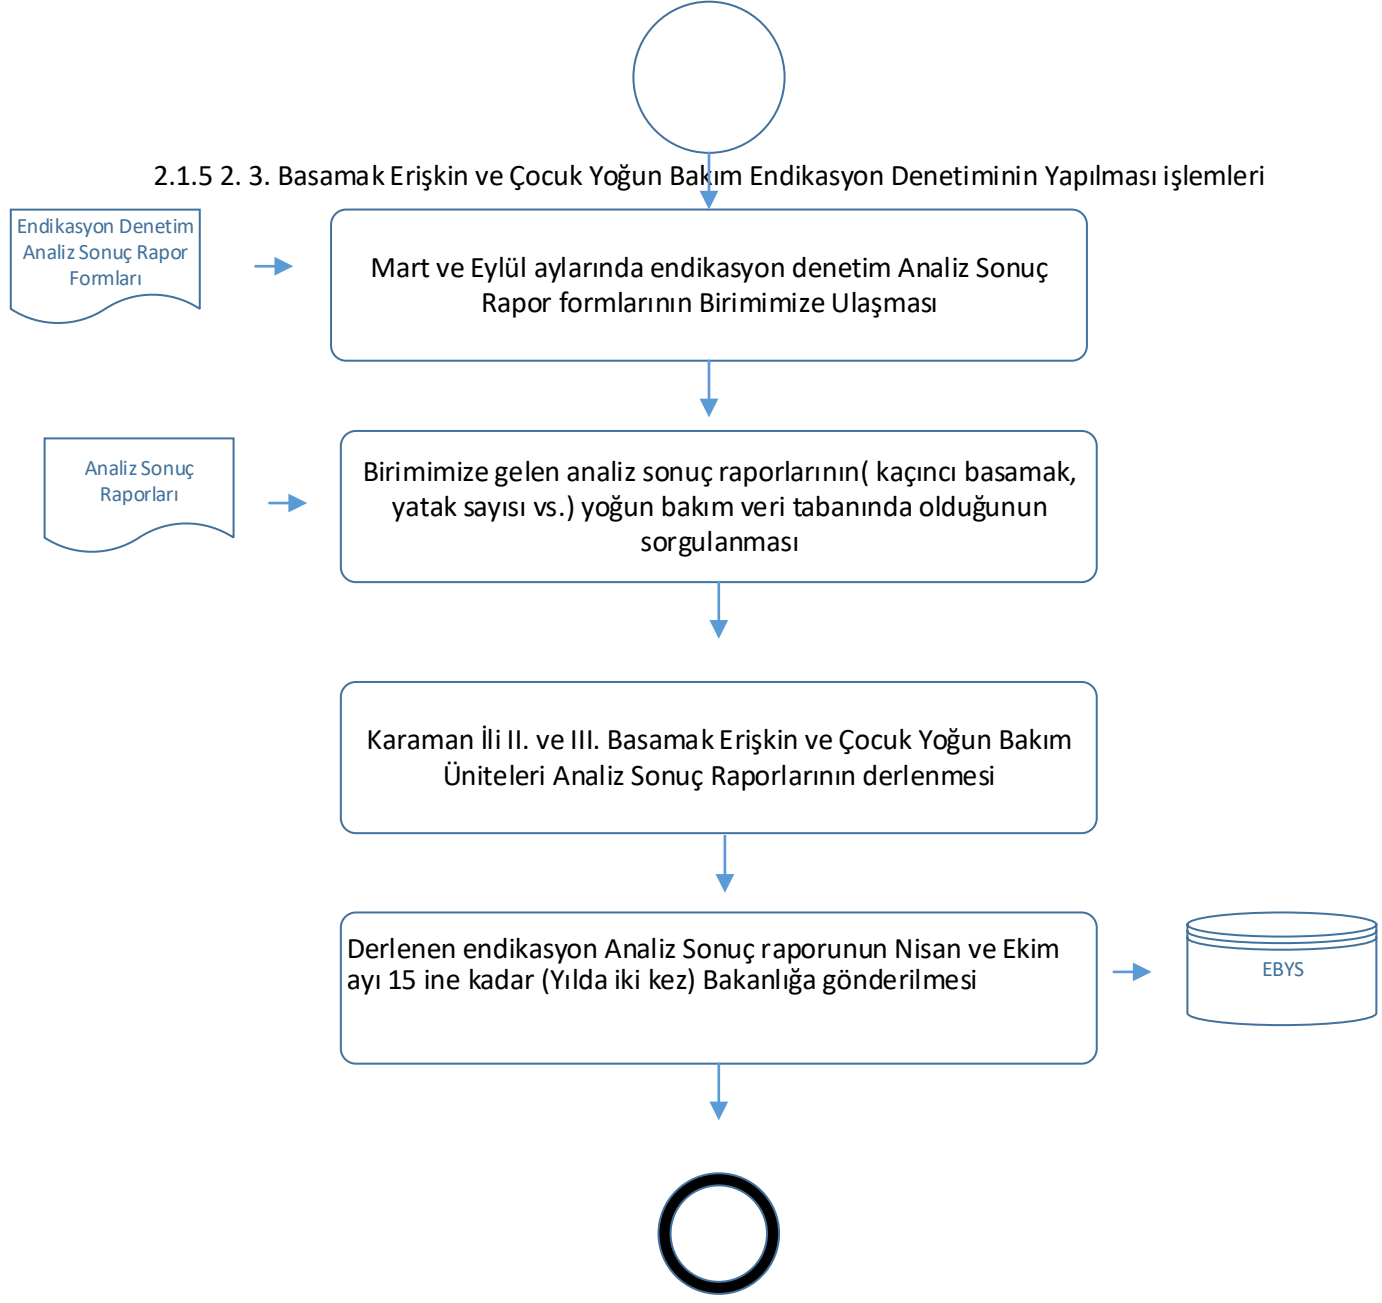 2.1.5 2. 3. Basamak Erişkin ve Çocuk Yoğun Bakım Endikasyon Denetiminin Yapılması işlemleri
Endikasyon Denetim
Analiz Sonuç Rapor
Formları
Mart ve Eylül aylarında endikasyon denetim Analiz Sonuç
Rapor formlarının Birimimize Ulaşması
Analiz Sonuç
Raporları
Birimimize gelen analiz sonuç raporlarının( kaçıncı basamak,
yatak sayısı vs.) yoğun bakım veri tabanında olduğunun
sorgulanması
Karaman İli II. ve III. Basamak Erişkin ve Çocuk Yoğun Bakım
Üniteleri Analiz Sonuç Raporlarının derlenmesi
Derlenen endikasyon Analiz Sonuç raporunun Nisan ve Ekim
ayı 15 ine kadar (Yılda iki kez) Bakanlığa gönderilmesi
EBYS